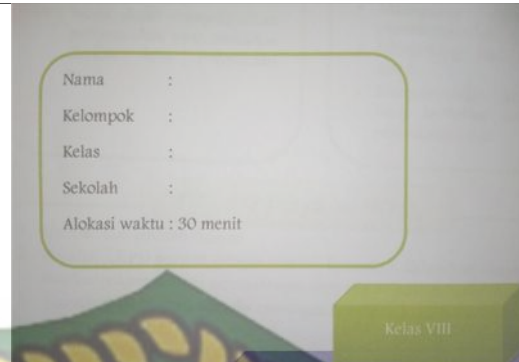 Nama :
Kelompok :
Kelas :
Sekolah :
Alokasi waktu : 30 menit
Kelas VIII